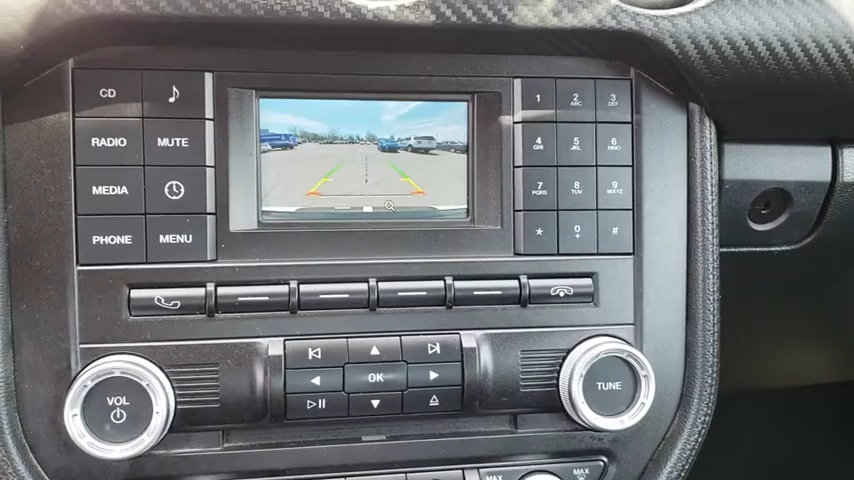 CD
RADIO
MUTE
MEDIA
PHONE
MENU
1
2 ABC
3 DEF
4 GHI
5 JKL
6 MNO
7 PQRS
8 TUV
9 WXYZ
*
0 +
#
OK
VOL
TUNE
MAX
MAX